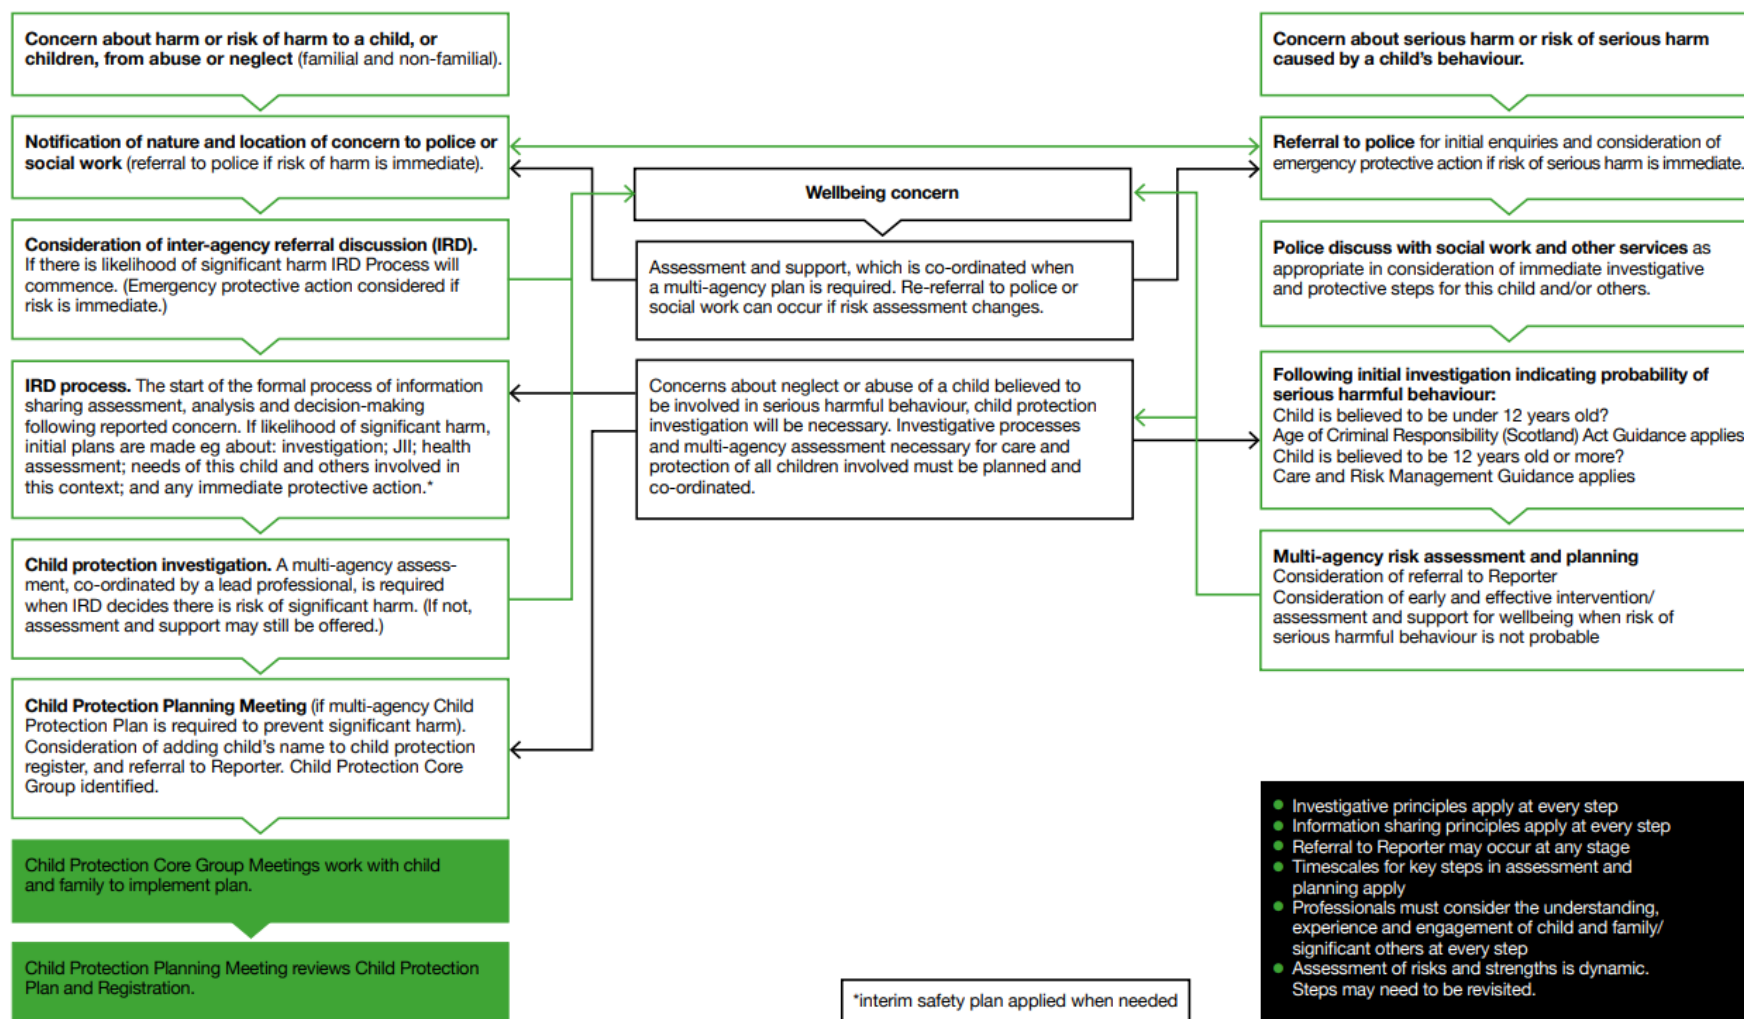 Concern about harm or risk of harm to a child, or
children, from abuse or neglect (familial and non-familial).
Notification of nature and location of concern to police or
social work (referral to police if risk of harm is immediate).
Consideration of inter-agency referral discussion (IRD).
If there is likelihood of significant harm IRD Process will
commence. (Emergency protective action considered if
risk is immediate.)
IRD process. The start of the formal process of information
sharing assessment, analysis and decision-making
following reported concern. If likelihood of significant harm,
initial plans are made eg about: investigation; JII; health
assessment; needs of this child and others involved in
this context; and any immediate protective action.*
Child protection investigation. A multi-agency assess-
ment, co-ordinated by a lead professional, is required
when IRD decides there is risk of significant harm. (If not,
assessment and support may still be offered.)
Child Protection Planning Meeting (if multi-agency Child
Protection Plan is required to prevent significant harm).
Consideration of adding child's name to child protection
register, and referral to Reporter. Child Protection Core
Group identified.
Child Protection Core Group Meetings work with child
and family to implement plan.
Child Protection Planning Meeting reviews Child Protection
Plan and Registration.
Wellbeing concern
Assessment and support, which is co-ordinated when
a multi-agency plan is required. Re-referral to police or
social work can occur if risk assessment changes.
Concerns about neglect or abuse of a child believed to
be involved in serious harmful behaviour, child protection
investigation will be necessary. Investigative processes
and multi-agency assessment necessary for care and
protection of all children involved must be planned and
co-ordinated.
*interim safety plan applied when needed
Concern about serious harm or risk of serious harm
caused by a child's behaviour.
Referral to police for initial enquiries and consideration of
emergency protective action if risk of serious harm is immediate.
Police discuss with social work and other services as
appropriate in consideration of immediate investigative
and protective steps for this child and/or others.
Following initial investigation indicating probability of
serious harmful behaviour:
Child is believed to be under 12 years old?
Age of Criminal Responsibility (Scotland) Act Guidance applies
Child is believed to be 12 years old or more?
Care and Risk Management Guidance applies
Multi-agency risk assessment and planning
Consideration of referral to Reporter
Consideration of early and effective intervention/
assessment and support for wellbeing when risk of
serious harmful behaviour is not probable
● Investigative principles apply at every step
● Information sharing principles apply at every step
● Referral to Reporter may occur at any stage
● Timescales for key steps in assessment and
planning apply
● Professionals must consider the understanding,
experience and engagement of child and family/
significant others at every step
● Assessment of risks and strengths is dynamic.
Steps may need to be revisited.